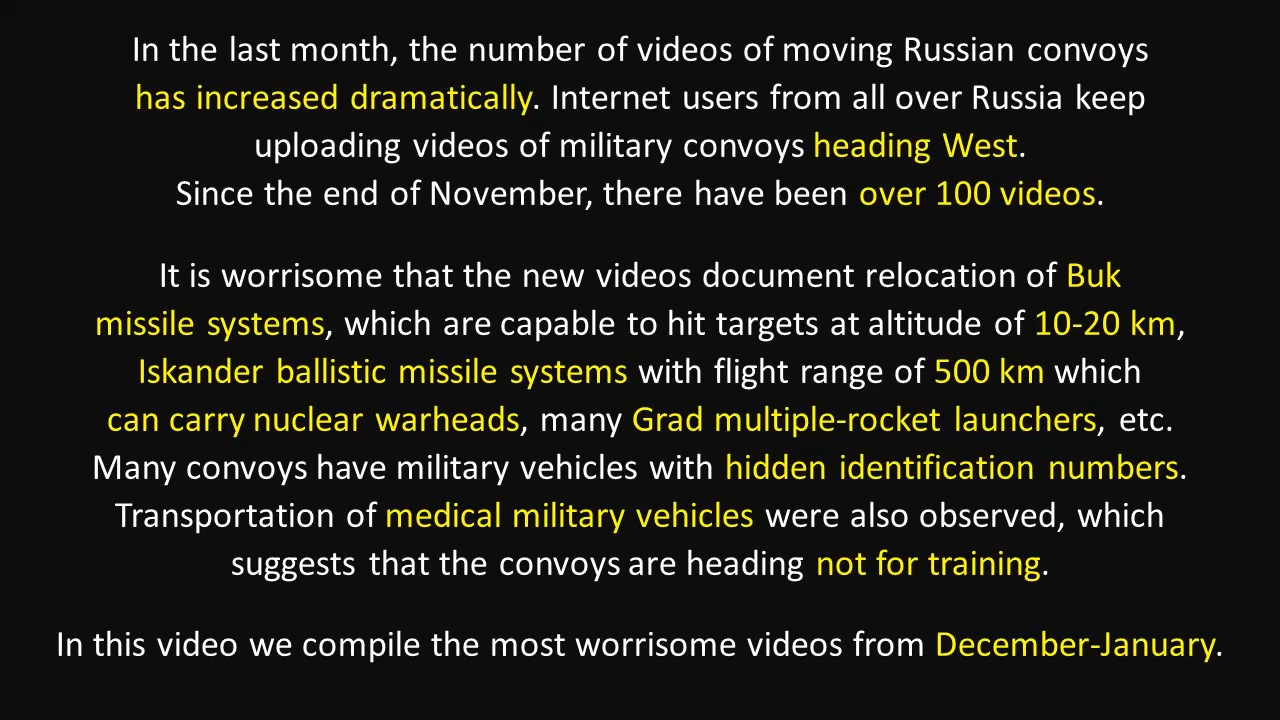 In the last month, the number of videos of moving Russian convoys
has increased dramatically. Internet users from all over Russia keep
uploading videos of military convoys heading West.
Since the end of November, there have been over 100 videos.
It is worrisome that the new videos document relocation of Buk
missile systems, which are capable to hit targets at altitude of 10-20 km,
Iskander ballistic missile systems with flight range of 500 km which
can carry nuclear warheads, many Grad multiple-rocket launchers, etc.
Many convoys have military vehicles with hidden identification numbers.
Transportation of medical military vehicles were also observed, which
suggests that the convoys are heading not for training.
In this video we compile the most worrisome videos from December-January.